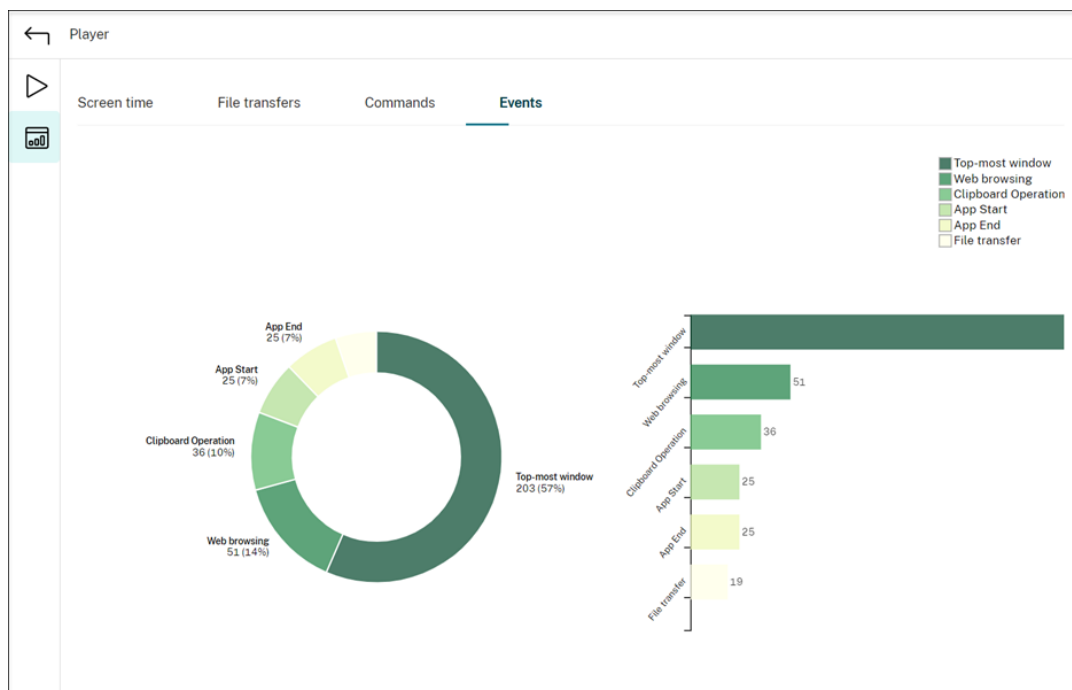 Player
Screen time
File transfers
Commands
Events
Top-most window
Web browsing
Clipboard Operation
App Start
App End
File transfer
App End
25 (7%)
App Start
25 (7%)
Clipboard Operation
36 (10%)
Web browsing
51 (14%)
Top-most window
203 (57%)
Top-most window
Web browsing
51
Clipboard Operation
36
App Start
25
App End
25
File transfer
19